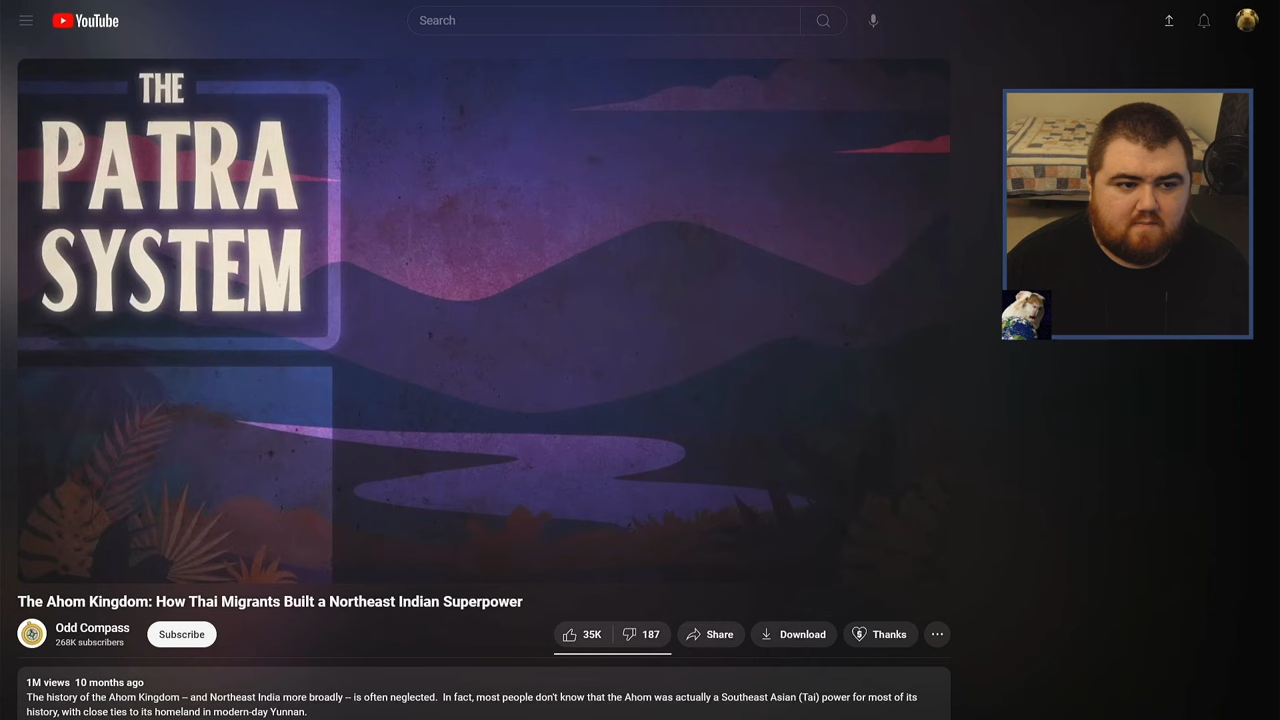 YouTube
Search
THE
PATRA
SYSTEM
The Ahom Kingdom: How Thai Migrants Built a Northeast Indian Superpower
Odd Compass
268K subscribers
Subscribe
35K
187
Share
Download
Thanks
1M views 10 months ago
The history of the Ahom Kingdom – and Northeast India more broadly – is often neglected. In fact, most people don't know that the Ahom was actually a Southeast Asian (Tai) power for most of its
history, with close ties to its homeland in modern-day Yunnan.